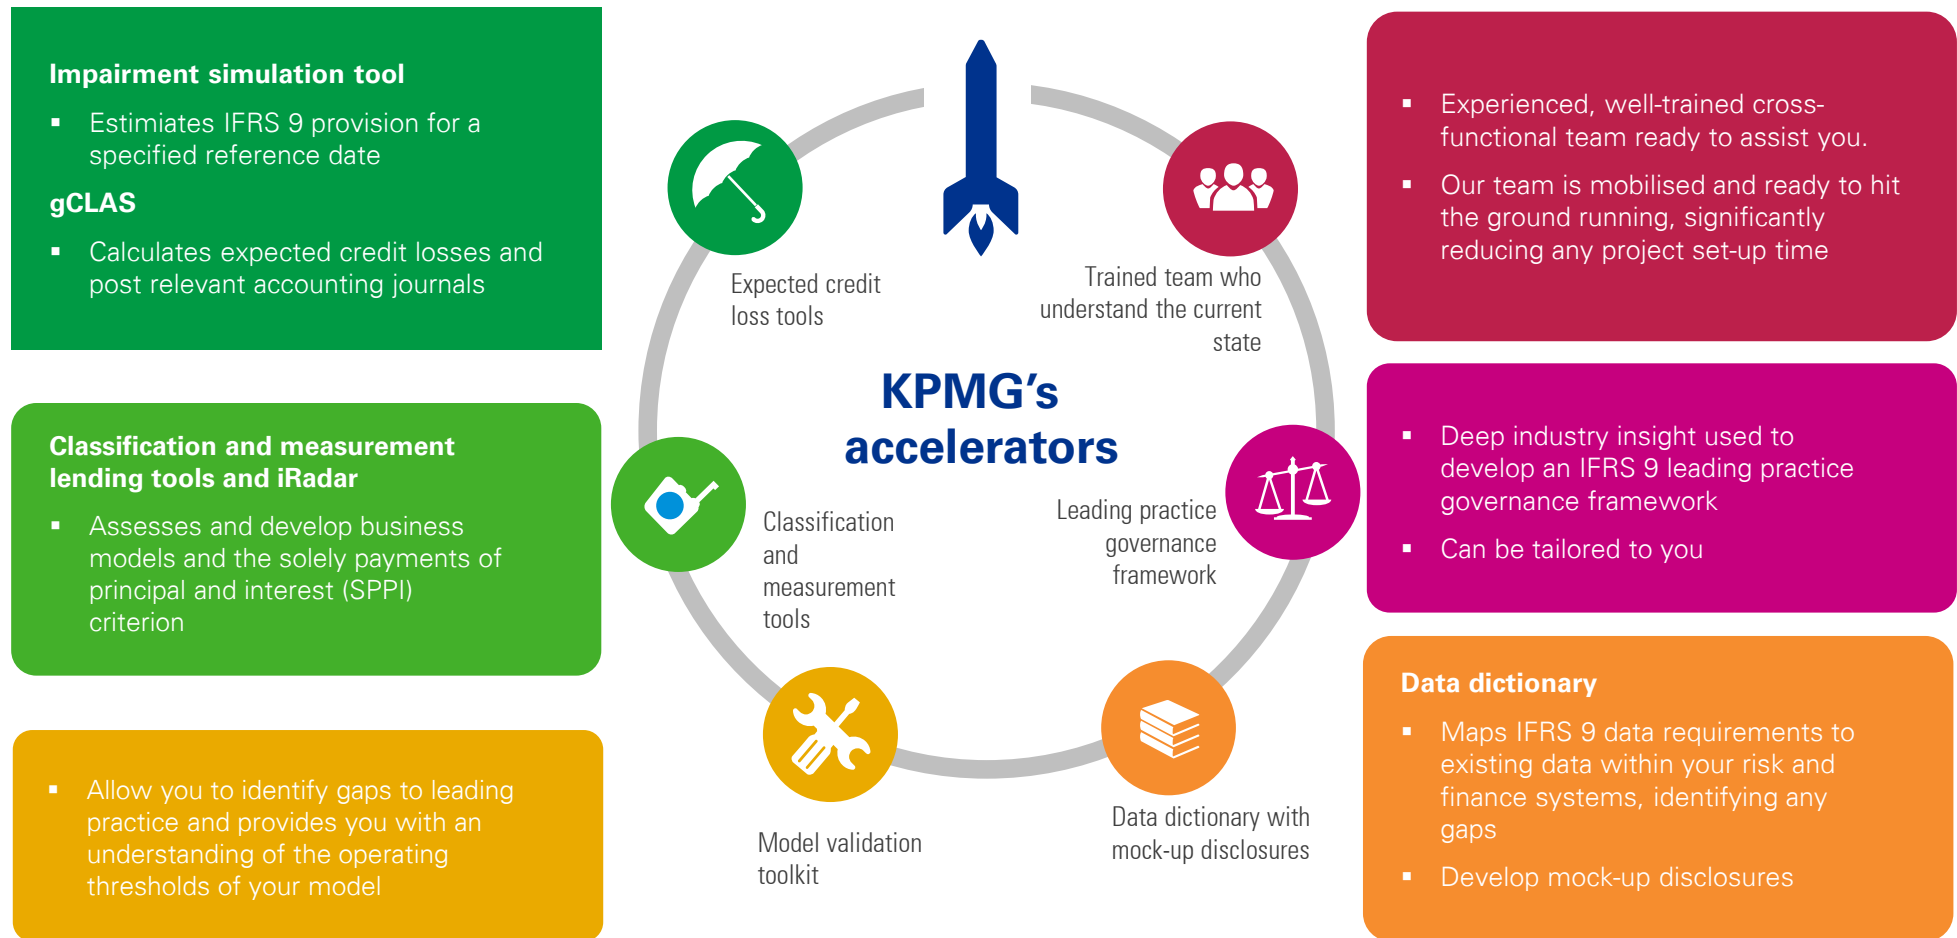 Impairment simulation tool
▪ Estimiates IFRS 9 provision for a
specified reference date
gCLAS
▪ Calculates expected credit losses and
post relevant accounting journals
Classification and measurement
lending tools and iRadar
▪ Assesses and develop business
models and the solely payments of
principal and interest (SPPI)
criterion
▪ Allow you to identify gaps to leading
practice and provides you with an
understanding of the operating
thresholds of your model
Expected credit
loss tools
Trained team who
understand the current
state
KPMG's
accelerators
Classification
and
measurement
tools
Leading practice
governance
framework
Model validation
toolkit
Data dictionary with
mock-up disclosures
▪ Experienced, well-trained cross-
functional team ready to assist you.
▪ Our team is mobilised and ready to hit
the ground running, significantly
reducing any project set-up time
▪ Deep industry insight used to
develop an IFRS 9 leading practice
governance framework
▪ Can be tailored to you
Data dictionary
▪ Maps IFRS 9 data requirements to
existing data within your risk and
finance systems, identifying any
gaps
▪ Develop mock-up disclosures